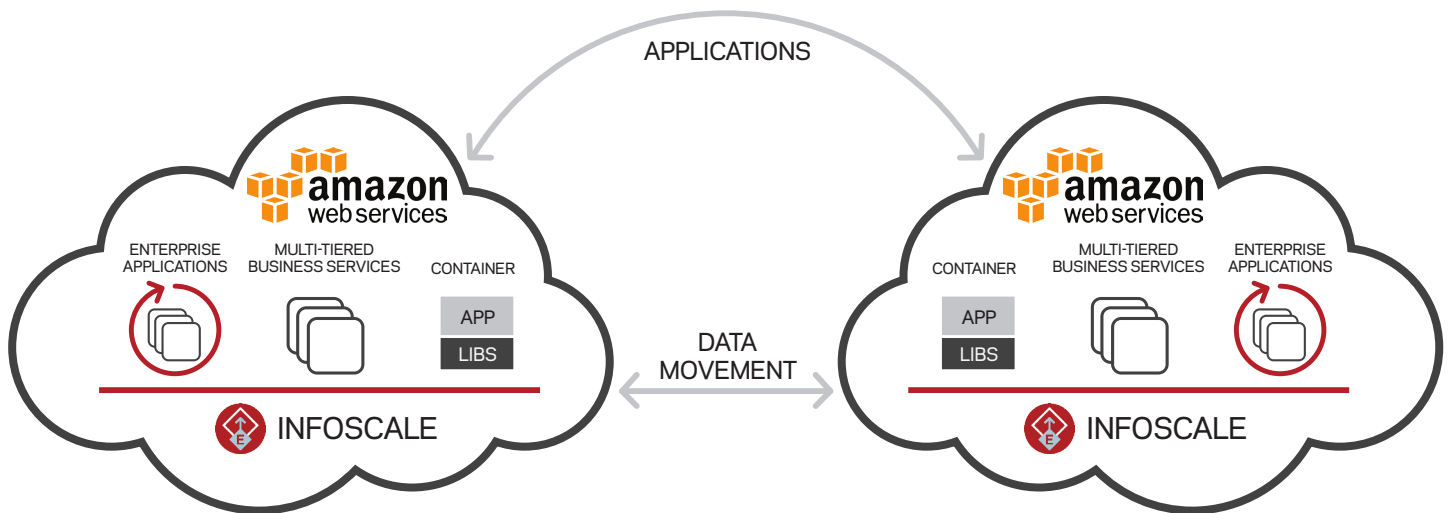 APPLICATIONS
amazon
web services
ENTERPRISE
APPLICATIONS
MULTI-TIERED
BUSINESS SERVICES
CONTAINER
APP
LIBS
E
INFOSCALE
DATA
MOVEMENT
amazon
web services
CONTAINER
MULTI-TIERED
BUSINESS SERVICES
ENTERPRISE
APPLICATIONS
APP
LIBS
E
INFOSCALE